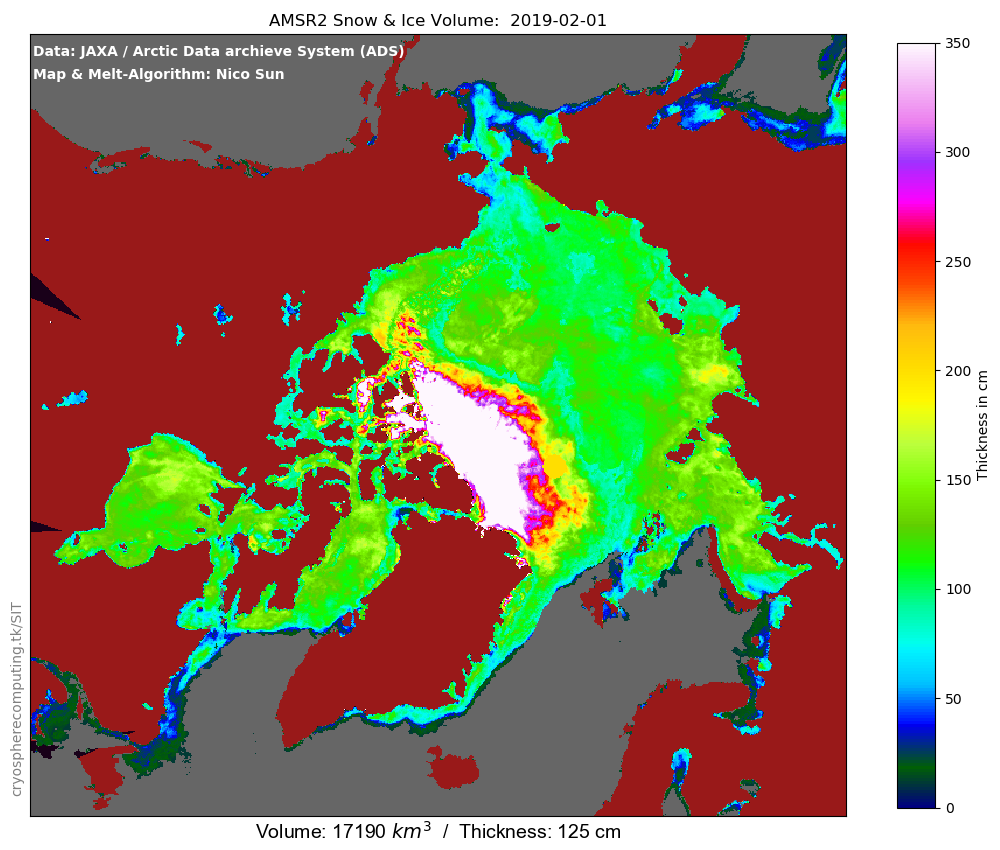 AMSR2 Snow & Ice Volume:  2019-02-01
Data: JAXA / Arctic Data archieve System (ADS)
Map & Melt-Algorithm: Nico Sun
350
300
250
200
150
100
50
0
Thickness in cm
cryospherecomputing.tk/SIT
Volume: 17190 km³  /  Thickness: 125 cm